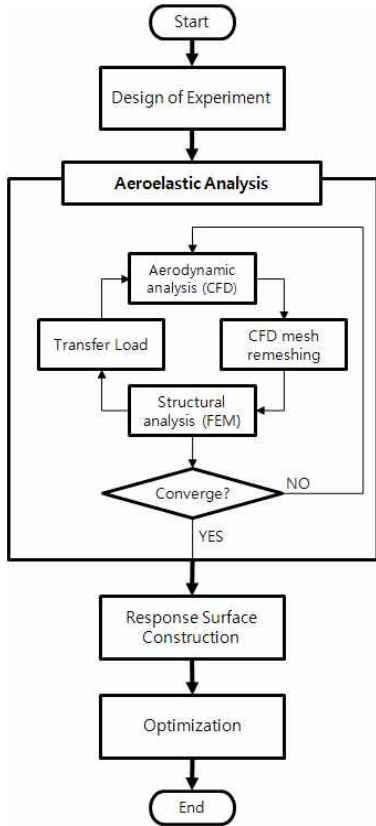 Start
Design of Experiment
Aeroelastic Analysis
Aerodynamic
analysis (CFD)
Transfer Load
CFD mesh
remeshing
Structural
analysis (FEM)
Converge?
NO
YES
Response Surface
Construction
Optimization
End